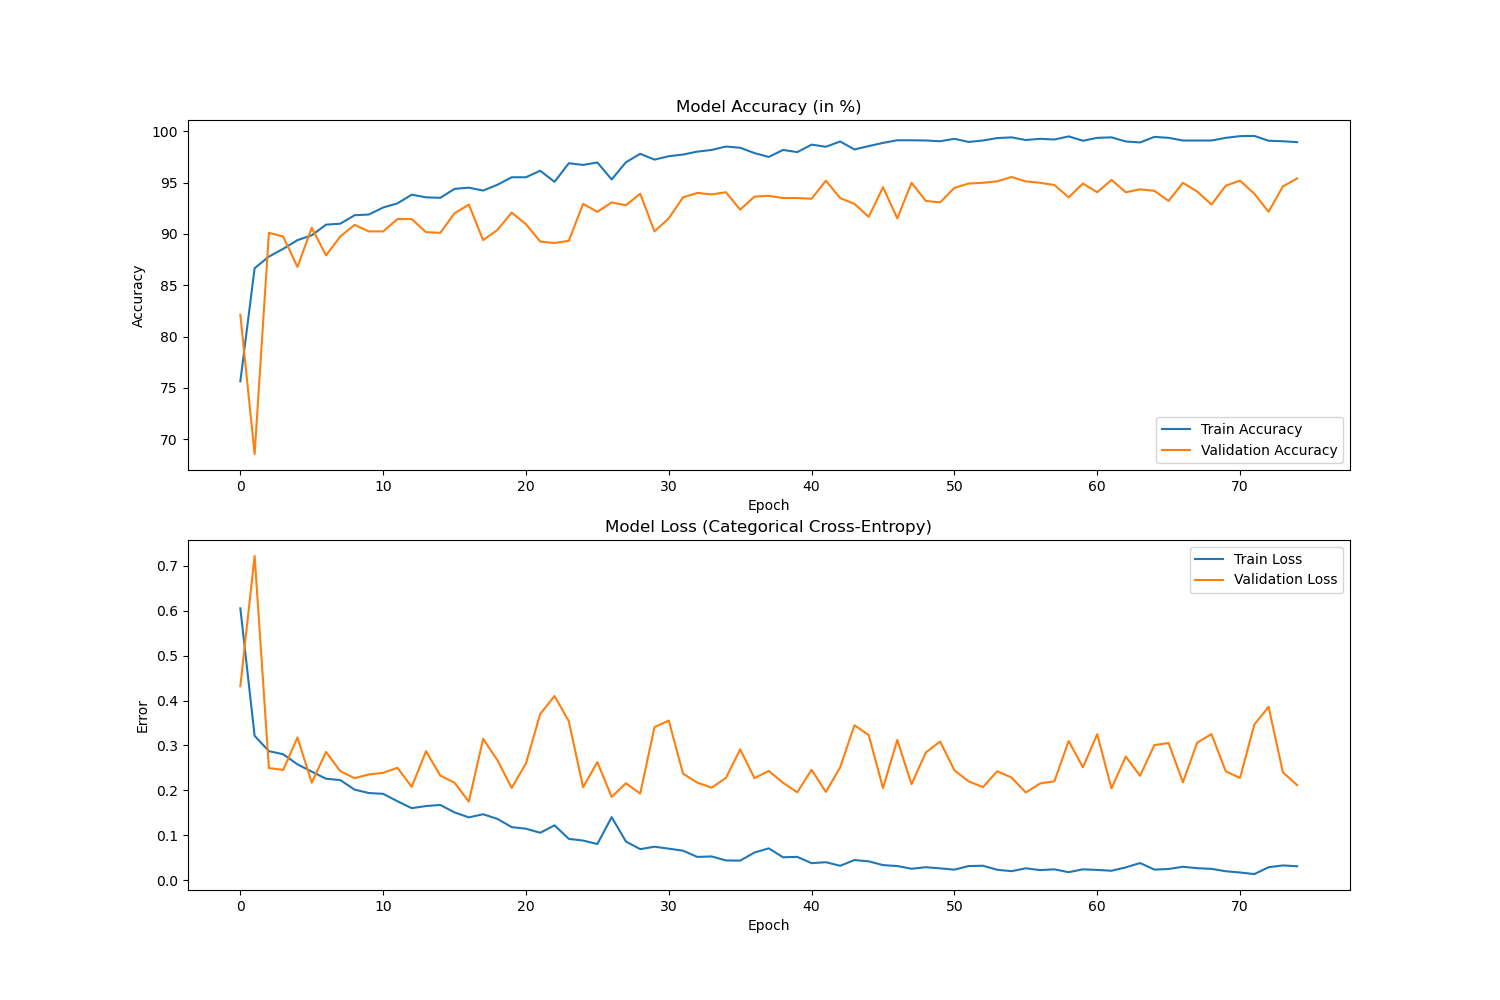 Model Accuracy (in %)
100
95
90
85
80
75
70
Accuracy
Train Accuracy
Validation Accuracy
0 10 20 30 40 50 60 70
Epoch
Model Loss (Categorical Cross-Entropy)
0.7
0.6
0.5
0.4
0.3
0.2
0.1
0.0
Error
Train Loss
Validation Loss
0 10 20 30 40 50 60 70
Epoch